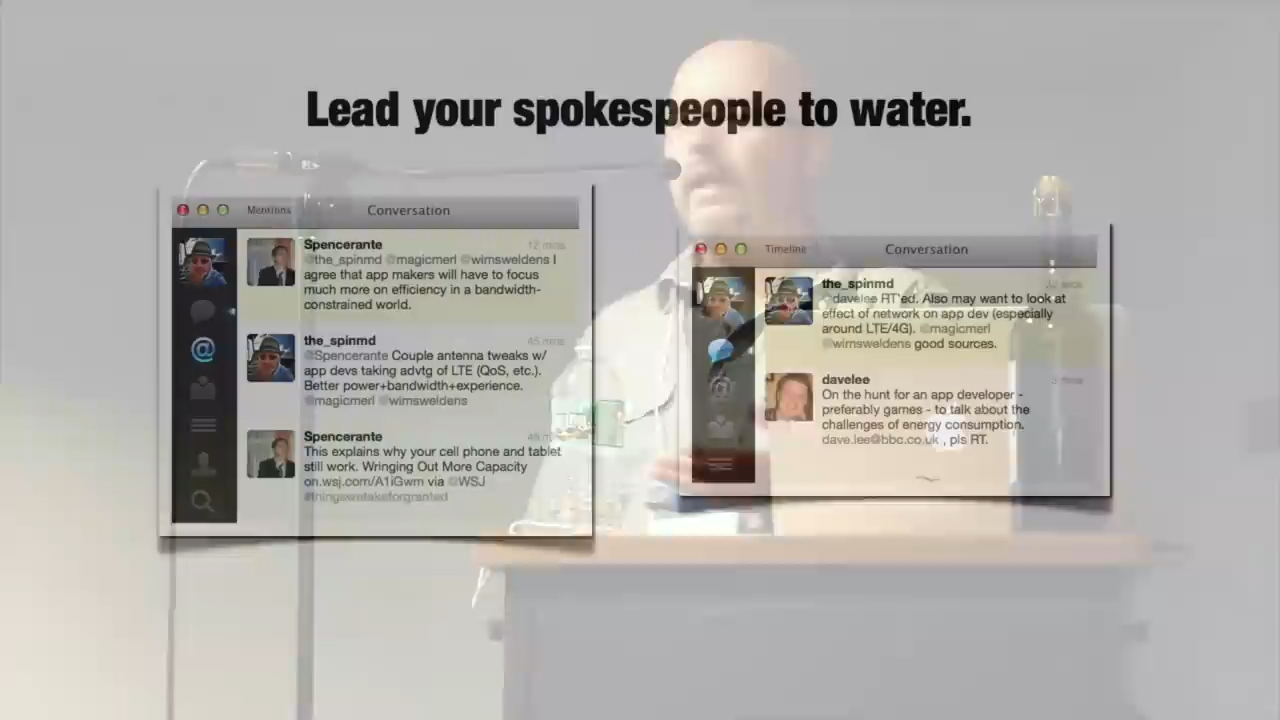 Lead your spokespeople to water.
Mentions
Conversation
Spencerante
12 mins
@the_spinmd @magicmerl @wimsweldens I
agree that app makers will have to focus
much more on efficiency in a bandwidth-
constrained world.
the_spinmd
45 mins
@Spencerante Couple antenna tweaks w/
app devs taking advtg of LTE (QoS, etc.).
Better power+bandwidth+experience.
@magicmerl @wimsweldens
Spencerante
This explains why your cell phone and tablet
still work. Wringing Out More Capacity
on.wsj.com/A1iGwm via @WSJ
#thingswetakeforgranted
Timeline
Conversation
the_spinmd
@davelee RT'ed. Also may want to look at
effect of network on app dev (especially
around LTE/4G). @magicmerl
@wimsweldens good sources.
davelee
On the hunt for an app developer -
preferably games - to talk about the
challenges of energy consumption.
dave.lee@bbc.co.uk , pls RT.